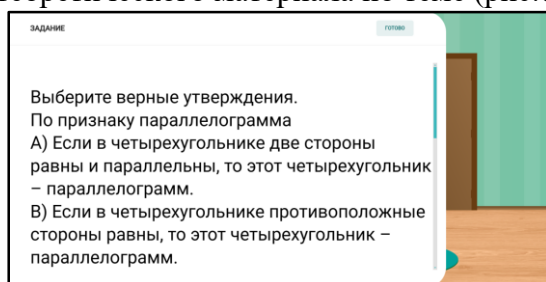 ЗАДАНИЕ
ГОТОВО
Выберите верные утверждения.
По признаку параллелограмма
А) Если в четырехугольнике две стороны
равны и параллельны, то этот четырехугольник
– параллелограмм.
В) Если в четырехугольнике противоположные
стороны равны, то этот четырехугольник –
параллелограмм.